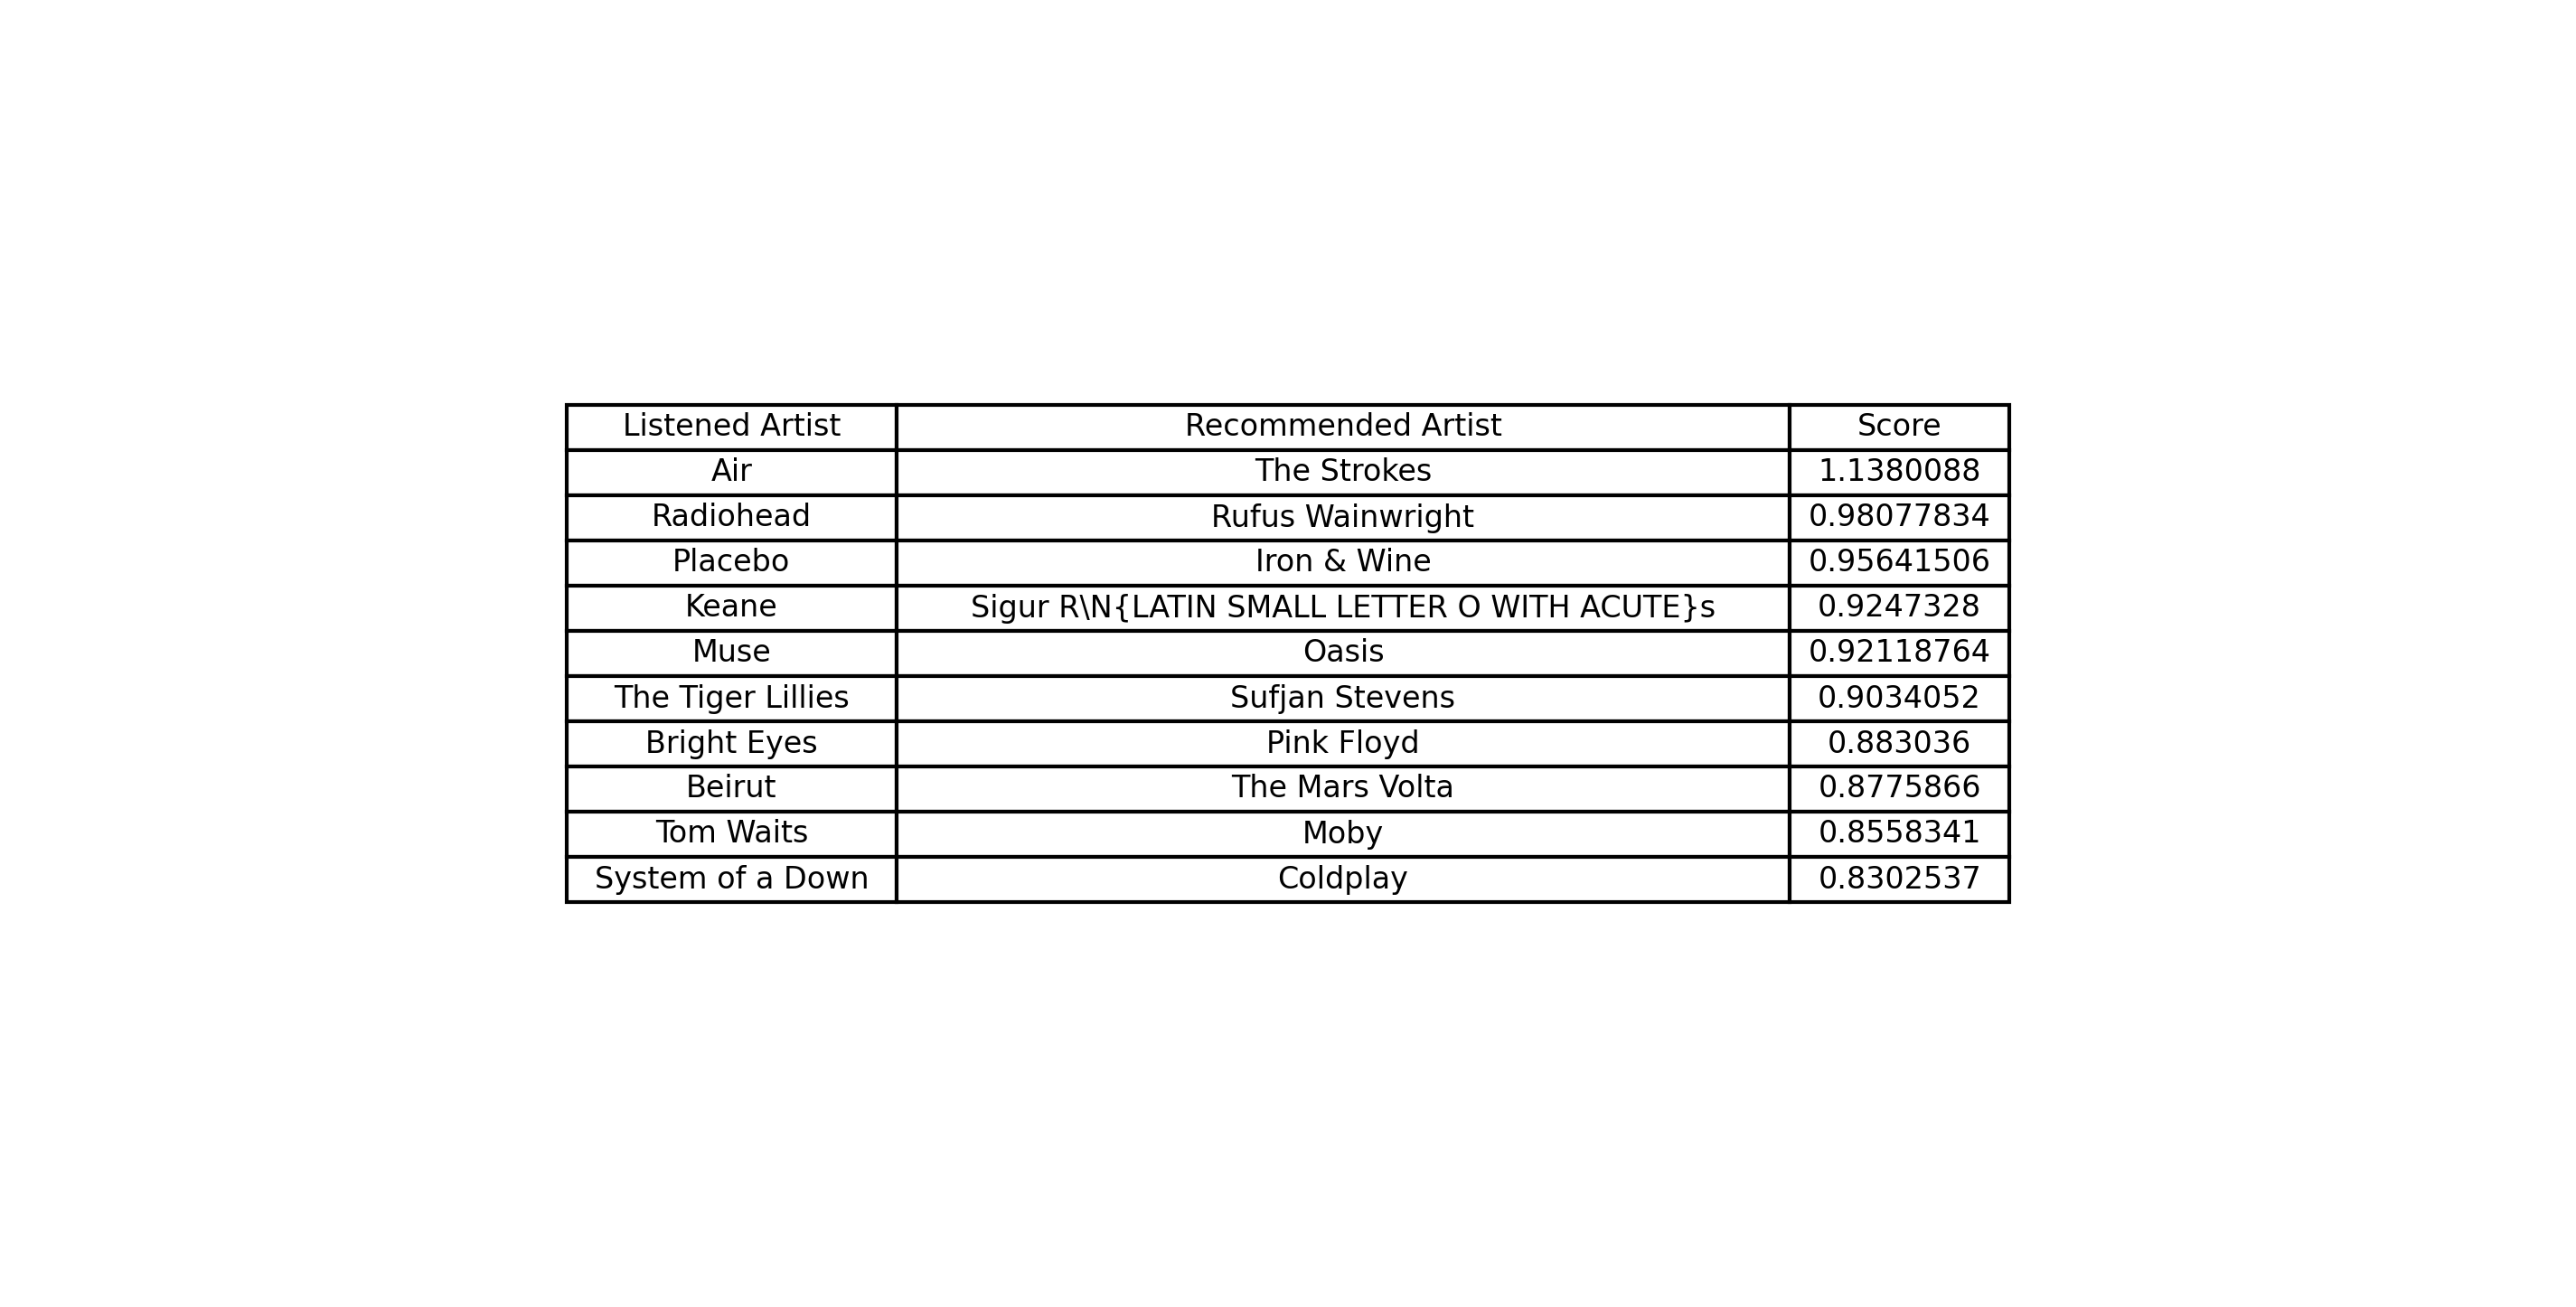 Listened Artist Recommended Artist Score
Air The Strokes 1.1380088
Radiohead Rufus Wainwright 0.98077834
Placebo Iron & Wine 0.95641506
Keane Sigur R\N{LATIN SMALL LETTER O WITH ACUTE}s 0.9247328
Muse Oasis 0.92118764
The Tiger Lillies Sufjan Stevens 0.9034052
Bright Eyes Pink Floyd 0.883036
Beirut The Mars Volta 0.8775866
Tom Waits Moby 0.8558341
System of a Down Coldplay 0.8302537